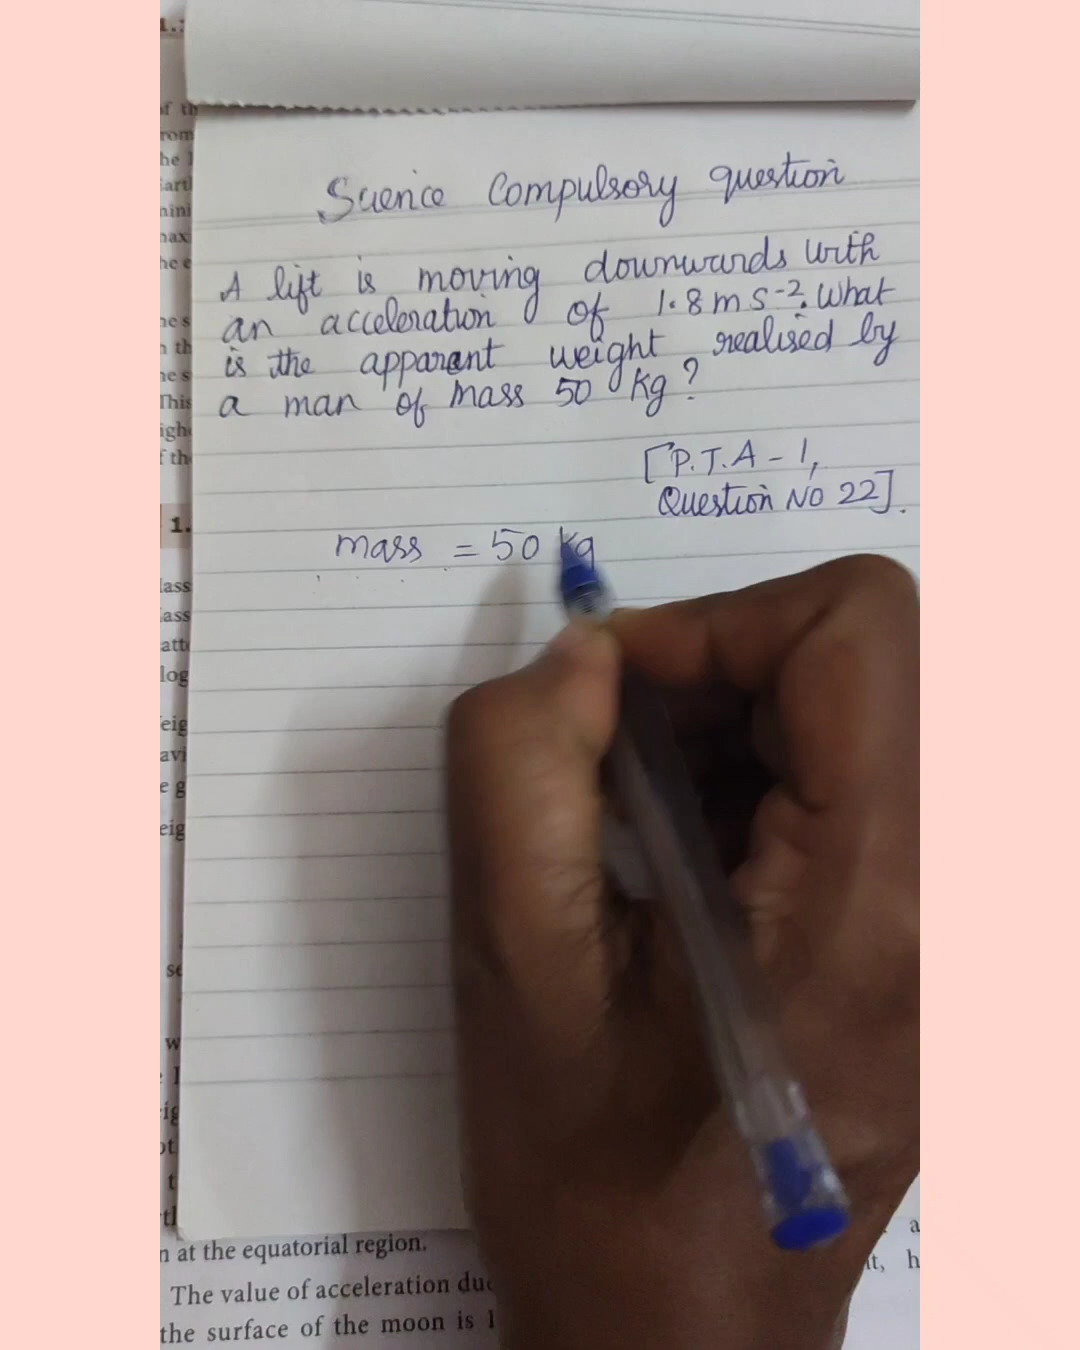 Science Compulsory question
A lift is moving downwards with
an acceleration of 1.8 m s-2. What
is the apparent weight realised by
a man of mass 50 kg?
[P.T.A - 1,
Question No 22].
mass = 50 kg
1.
n at the equatorial region.
The value of acceleration
the surface of the moon is 1